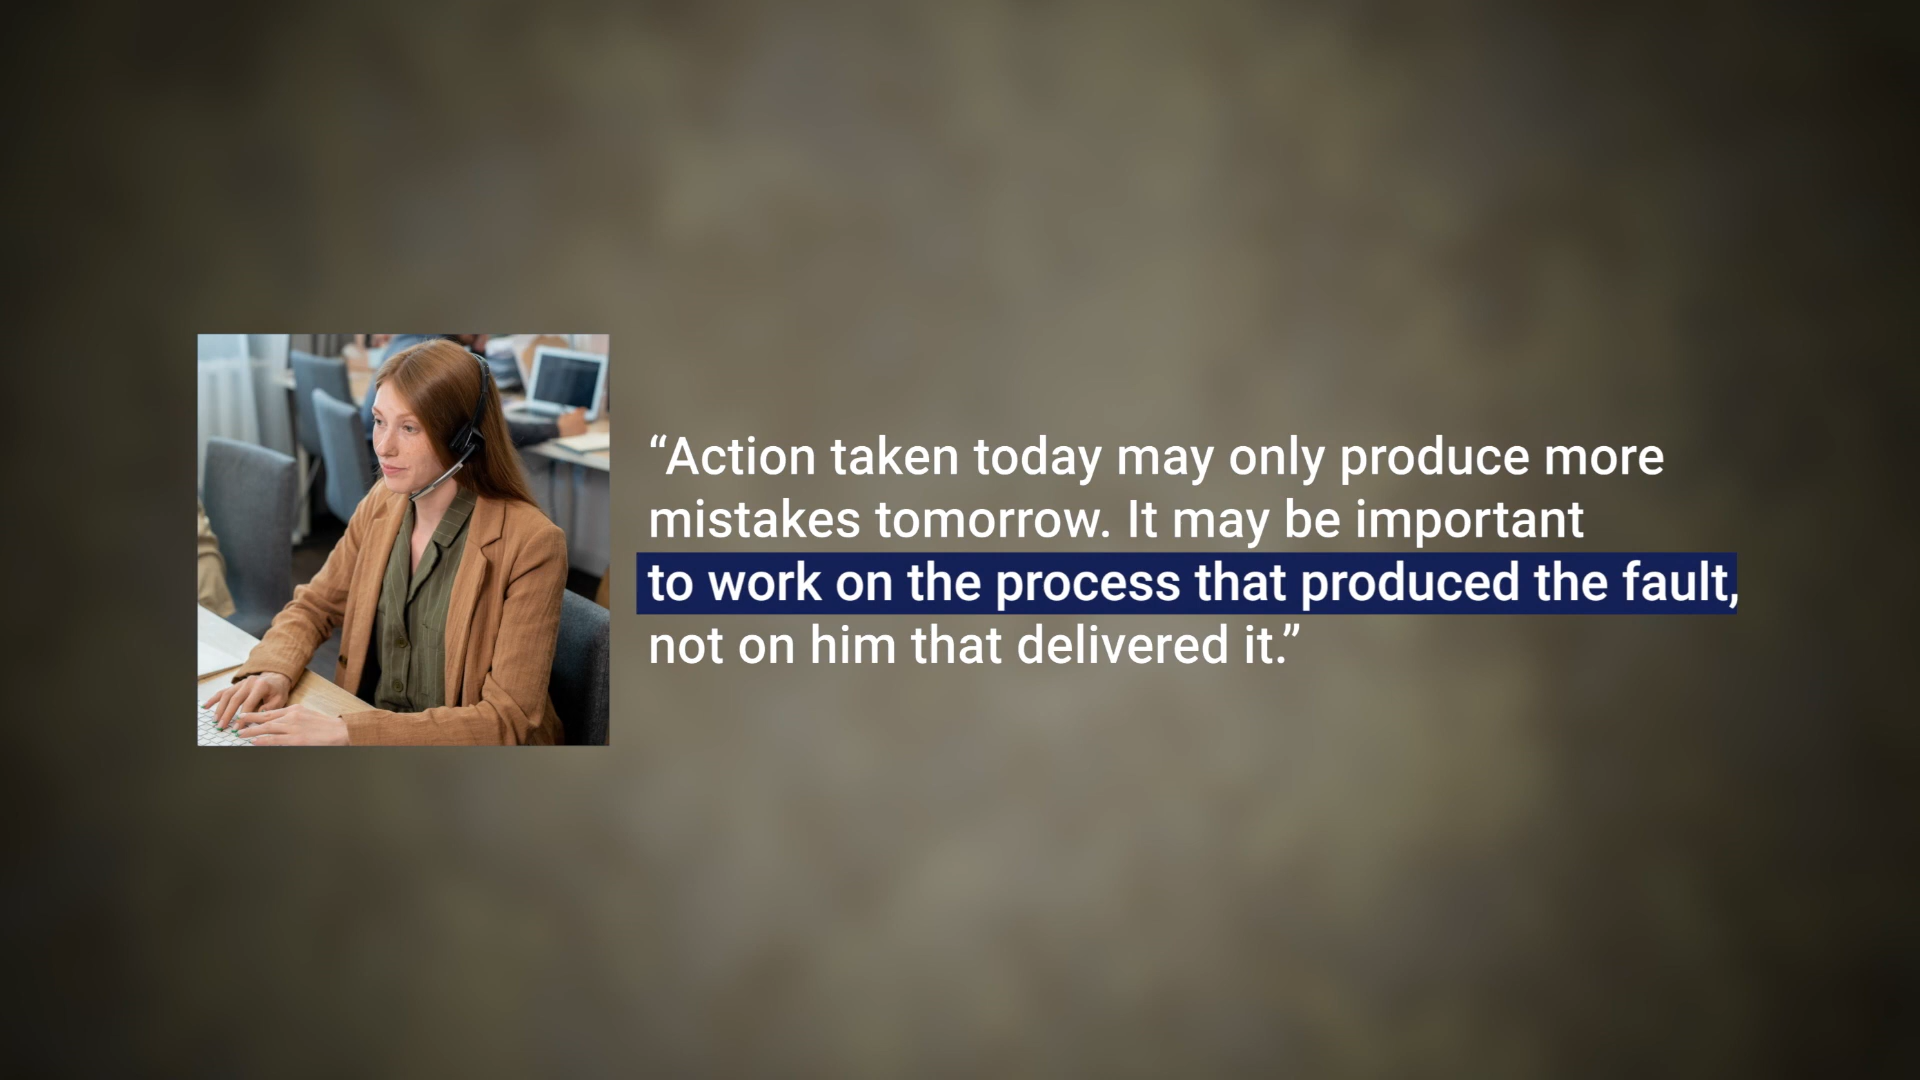 “Action taken today may only produce more
mistakes tomorrow. It may be important
to work on the process that produced the fault,
not on him that delivered it.”